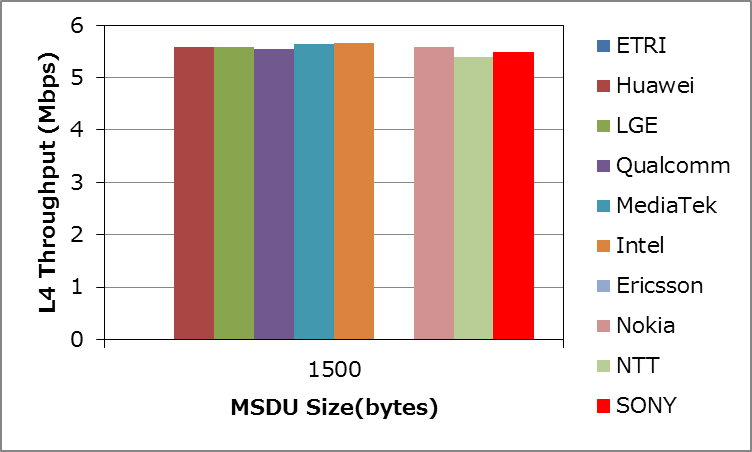 6
5
4
3
2
1
0
L4 Throughput (Mbps)
1500
MSDU Size(bytes)
ETRI
Huawei
LGE
Qualcomm
MediaTek
Intel
Ericsson
Nokia
NTT
SONY